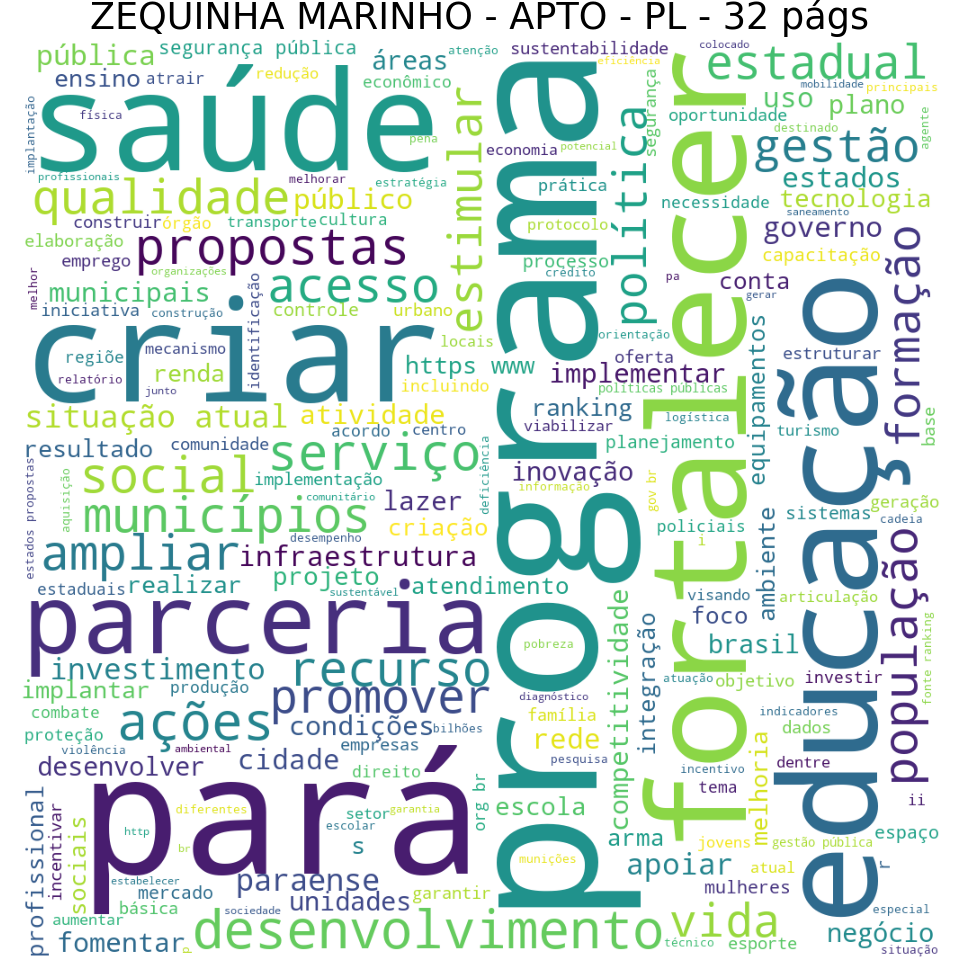 ZEQUINHA MARINHO - APTO - PL - 32 págs
pública
segurança pública
atenção
sustentabilidade
eficiência
colocado
estadual
ensino
atrair
redução
áreas
econômico
mobilidade
principais
implantação
física
saúde
pena
estimular
programa
segurança
oportunidade
uso
plano
destinado
agente
economia
potencial
política
fortalecer
gestão
profissionais
melhorar
estratégia
prática
estados
qualidade
público
necessidade
tecnologia
saneamento
construir
órgão
transporte
cultura
protocolo
governo
elaboração
propostas
processo
capacitação
formação
emprego
organizações
crédito
pa
conta
melhor
municipais
acesso
gerar
iniciativa
construção
identificação
controle
urbano
criar
orientação
educação
regiõe
mecanismo
locais
oferta
estruturar
relatório
renda
https www
implementar
equipamentos
junto
incluindo
políticas públicas
situação atual
atividade
ranking
logística
base
acordo
centro
viabilizar
turismo
resultado
comunidade
serviço
planejamento
social
implementação
deficiência
inovação
gov br
estados propostas
aquisição
comunitário
lazer
informação
geração
municípios
criação
sistemas
cadeia
desempenho
policiais
i
ambiente
população
ampliar
infraestrutura
estaduais
realizar
projeto
atendimento
sustentável
visando
articulação
parceria
competitividade
foco
pobreza
integração
brasil
fonte ranking
investimento
recurso
implantar
produção
promover
diagnóstico
atuação
objetivo
investir
combate
ações
condições
bilhões
família
indicadores
proteção
rede
dados
violência
ambiental
empresas
pesquisa
melhoria
dentre
desenvolver
cidade
direito
incentivo
tema
ii
pará
org br
escola
profissional
incentivar
sociais
diferentes
setor
garantia
http
escolar
arma
jovens
gestão pública
espaço
br
s
munições
apoiar
atual
r
estabelecer
mercado
paraense
garantir
mulheres
básica
unidades
sociedade
vida
especial
aumentar
desenvolvimento
negócio
fomentar
p
técnico
esporte
situação